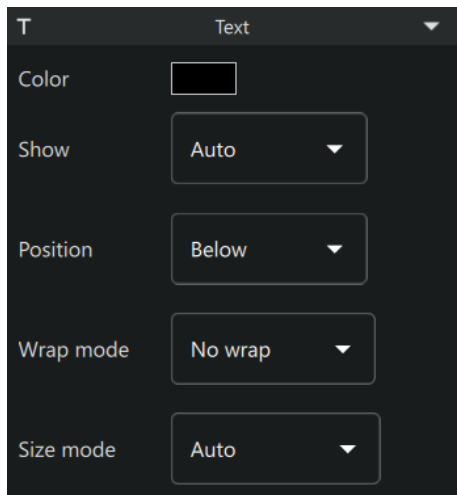 T Text
Color
Show Auto
Position Below
Wrap mode No wrap
Size mode Auto